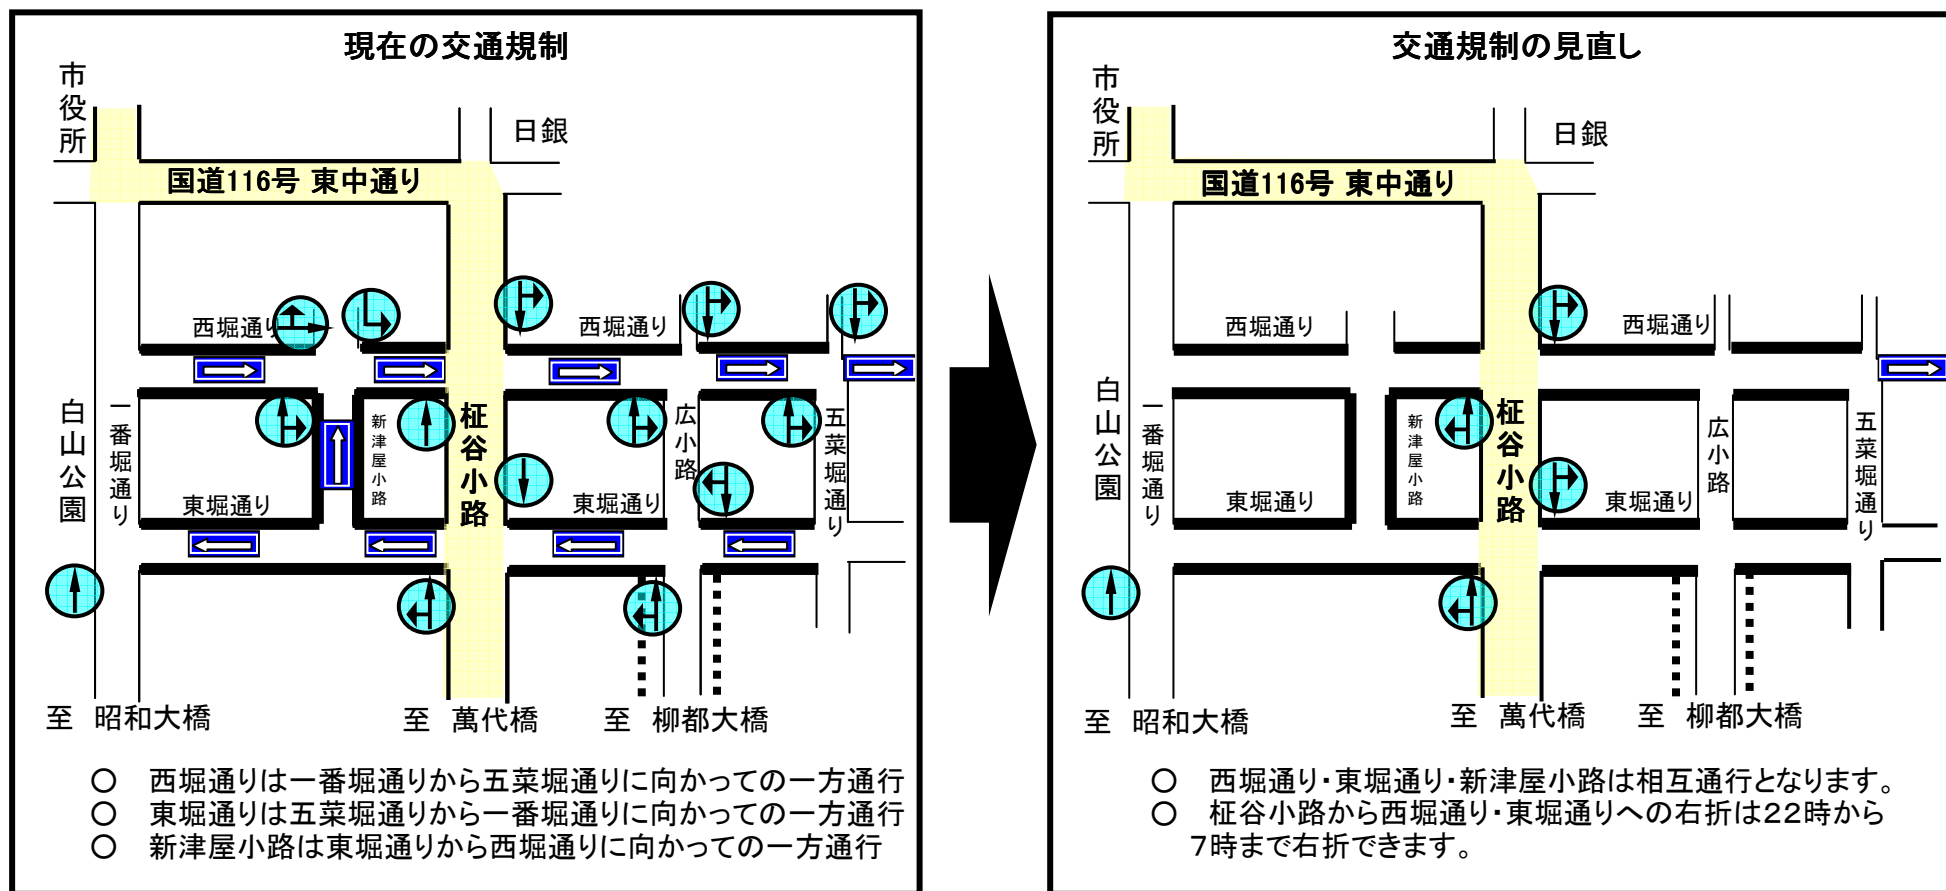 現在の交通規制
市役所
日銀
国道116号 東中通り
西堀通り
西堀通り
白山公園
一番堀通り
新津屋小路
柾谷小路
広小路
五菜堀通り
東堀通り
東堀通り
至 昭和大橋
至 萬代橋
至 柳都大橋
○ 西堀通りは一番堀通りから五菜堀通りに向かっての一方通行
○ 東堀通りは五菜堀通りから一番堀通りに向かっての一方通行
○ 新津屋小路は東堀通りから西堀通りに向かっての一方通行
交通規制の見直し
市役所
日銀
国道116号 東中通り
西堀通り
西堀通り
白山公園
一番堀通り
新津屋小路
柾谷小路
広小路
五菜堀通り
東堀通り
東堀通り
至 昭和大橋
至 萬代橋
至 柳都大橋
○ 西堀通り・東堀通り・新津屋小路は相互通行となります。
○ 柾谷小路から西堀通り・東堀通りへの右折は22時から
7時まで右折できます。